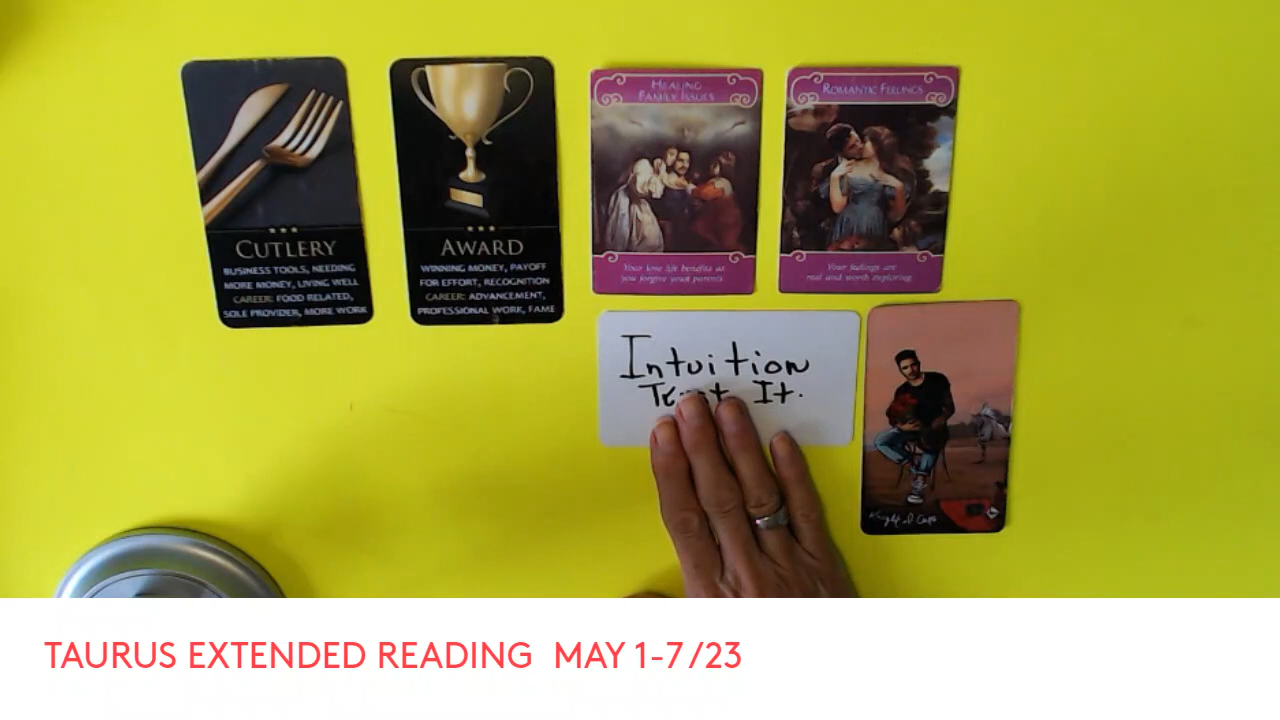 CUTLERY
BUSINESS TOOLS, NEEDING
MORE MONEY, LIVING WELL
CAREER: FOOD RELATED,
SOLE PROVIDER, MORE WORK
AWARD
WINNING MONEY, PAYOFF
FOR EFFORT, RECOGNITION
CAREER: ADVANCEMENT,
PROFESSIONAL WORK, FAME
HEALING
FAMILY ISSUES
Your love life benefits as
you forgive your parents.
ROMANTIC FEELINGS
Your feelings are
real and worth exploring.
Intuition
It.
Knight of Cups
TAURUS EXTENDED READING MAY 1-7/23